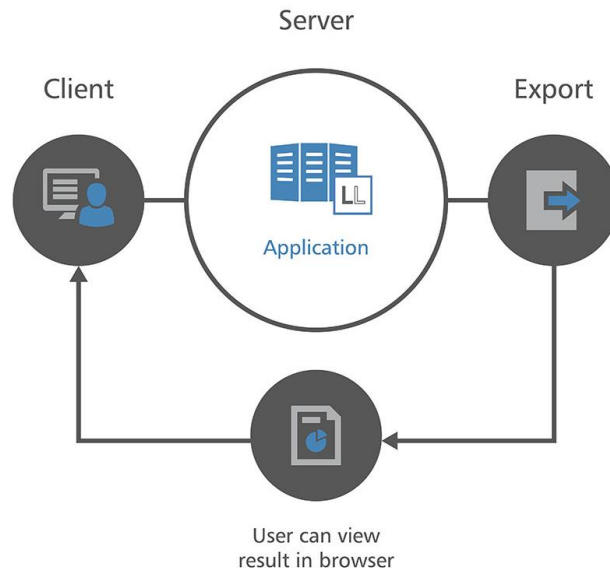 Server
Client
Export
LL
Application
User can view
result in browser